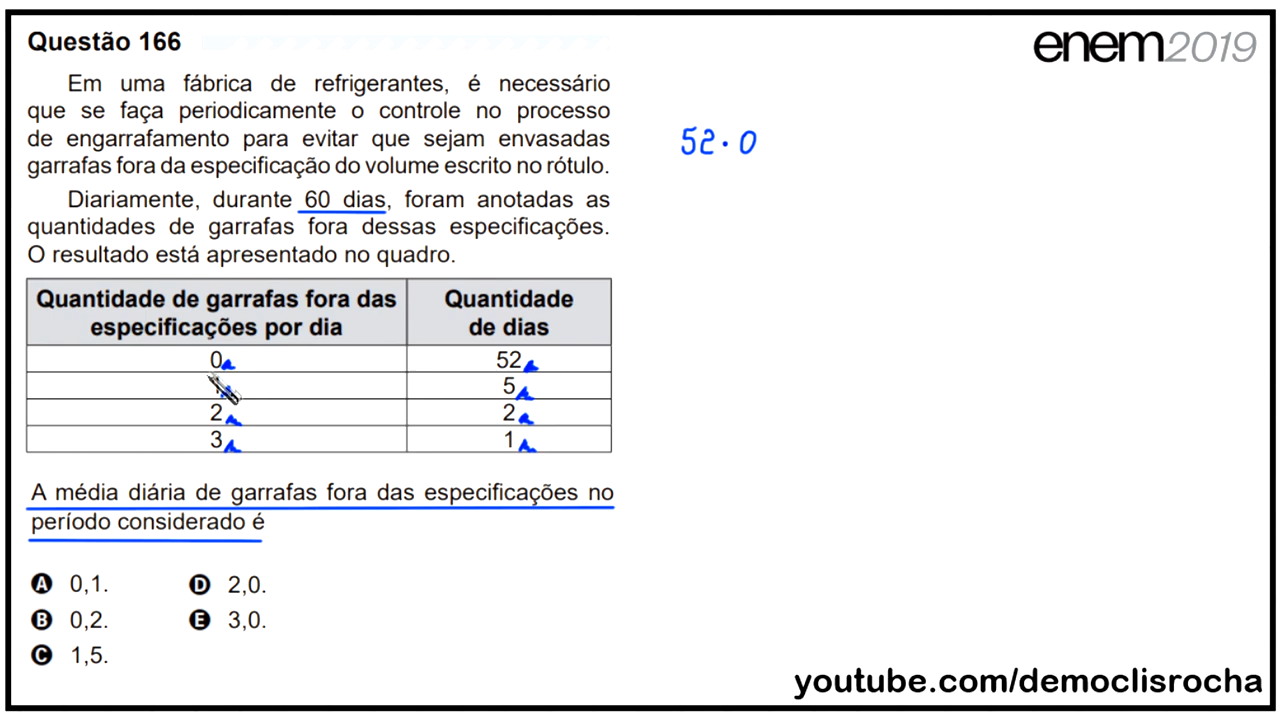 Questão 166
enem2019
Em uma fábrica de refrigerantes, é necessário
que se faça periodicamente o controle no processo
de engarrafamento para evitar que sejam envasadas
garrafas fora da especificação do volume escrito no rótulo.
Diariamente, durante 60 dias, foram anotadas as
quantidades de garrafas fora dessas especificações.
O resultado está apresentado no quadro.
52 · 0
Quantidade de garrafas fora das especificações por dia
Quantidade de dias
0 52
1 5
2 2
3 1
A média diária de garrafas fora das especificações no
período considerado é
A 0,1.
B 0,2.
C 1,5.
D 2,0.
E 3,0.
youtube.com/democlisrocha